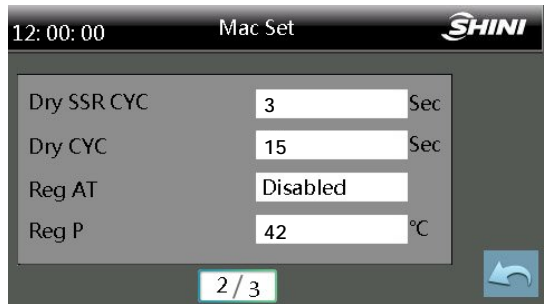 12: 00: 00 Mac Set SHINI
Dry SSR CYC 3 Sec
Dry CYC 15 Sec
Reg AT Disabled
Reg P 42 °C
2/3